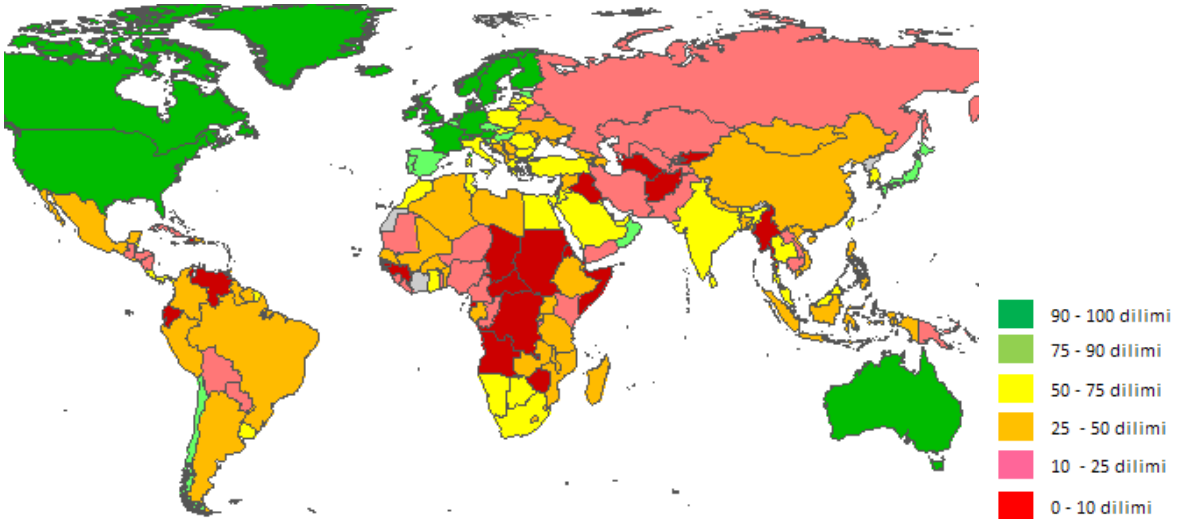 90 - 100 dilimi
75 - 90 dilimi
50 - 75 dilimi
25 - 50 dilimi
10 - 25 dilimi
0 - 10 dilimi